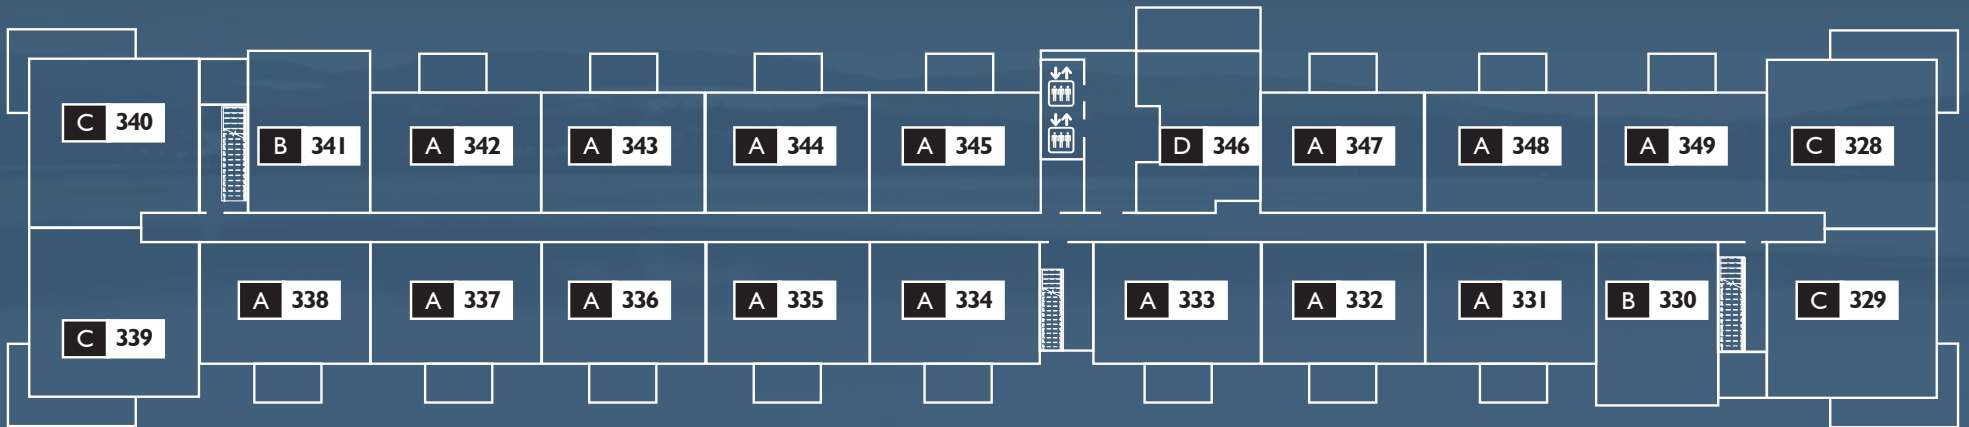 C 340
B 341
A 342
A 343
A 344
A 345
D 346
A 347
A 348
A 349
C 328
C 339
A 338
A 337
A 336
A 335
A 334
A 333
A 332
A 331
B 330
C 329